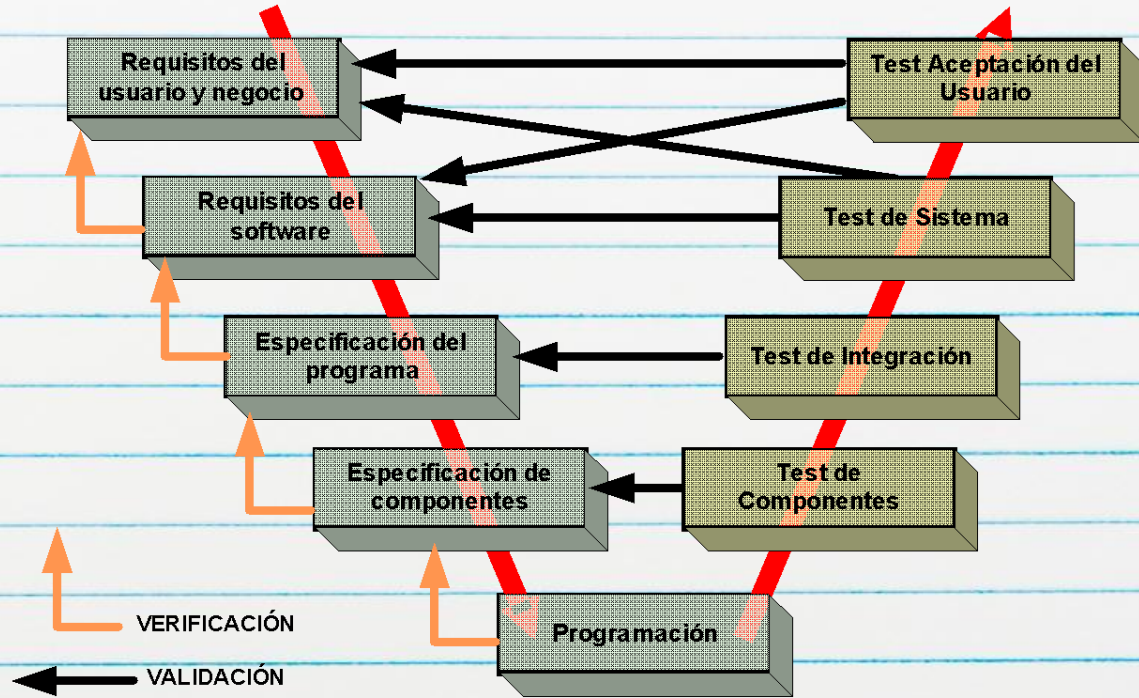 Requisitos del
usuario y negocio
Test Aceptación del
Usuario
Requisitos del
software
Test de Sistema
Especificación del
programa
Test de Integración
Especificación de
componentes
Test de
Componentes
Programación
VERIFICACIÓN
VALIDACIÓN